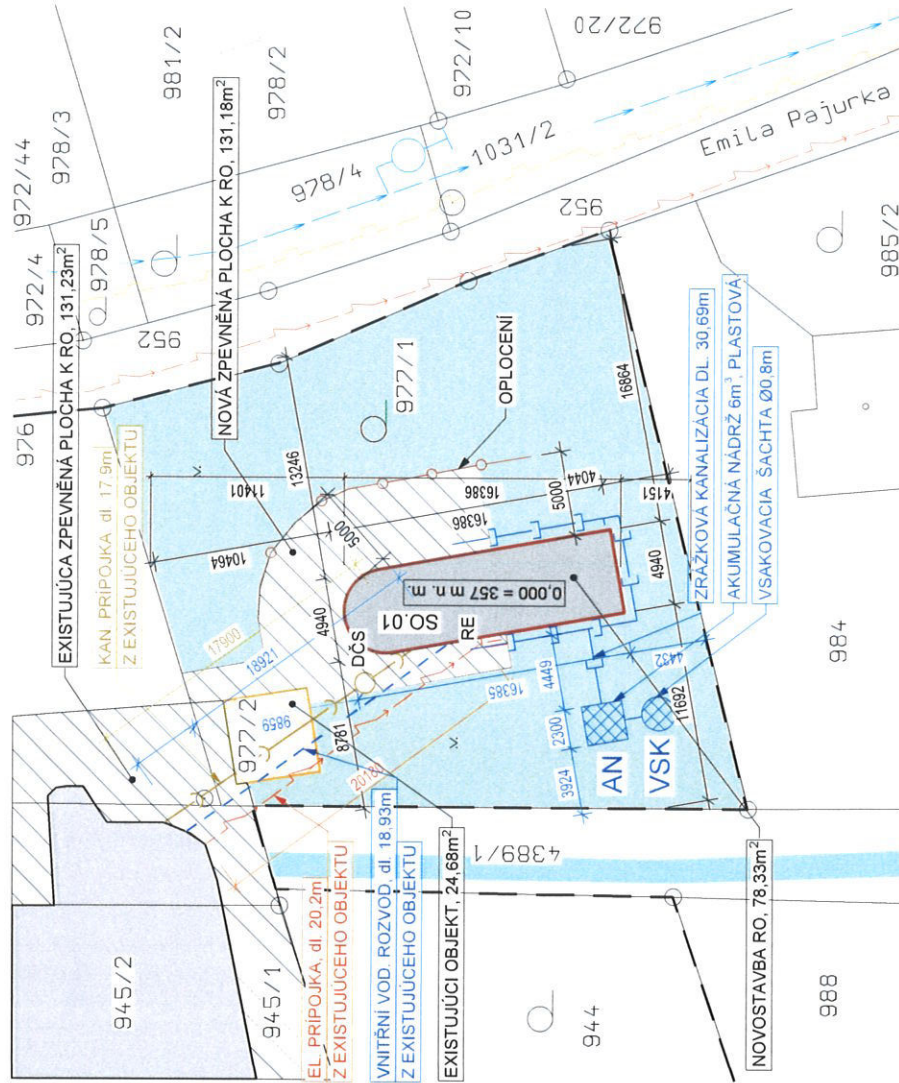 976
972/4
972/44
978/3
978/5
981/2
978/2
952
EXISTUJÚCA ZPEVNĚNÁ PLOCHA K RO, 131,23m²
KAN PRÍPOJKA dl 17,9m
Z EXISTUJÚCEHO OBJEKTU
NOVÁ ZPEVNĚNÁ PLOCHA K RO, 131,18m²
978/4
972/10
972/20
1031/2
Emila Pajurka
952
977/1
OPLOCENÍ
985/2
11401
13246
10464
5000
16386
16386
5000
4044
4151
16864
4940
4940
17900
18921
0,000 = 357 m n. m.
SO.01
DČS
RE
977/2
9859
8781
20180
16385
4449
2300
3924
4432
11692
AN
VSK
ZRÁŽKOVÁ KANALIZÁCIA DL. 30,69m
AKUMULAČNÁ NÁDRŽ 6m³, PLASTOVÁ
VSAKOVACIA ŠACHTA Ø0,8m
984
945/2
945/1
EL. PRÍPOJKA, dl. 20,2m
Z EXISTUJÚCEHO OBJEKTU
VNITŘNÍ VOD. ROZVOD, dl. 18,93m
Z EXISTUJÚCEHO OBJEKTU
EXISTUJÚCI OBJEKT, 24,68m²
4389/1
944
NOVOSTAVBA RO, 78,33m²
988